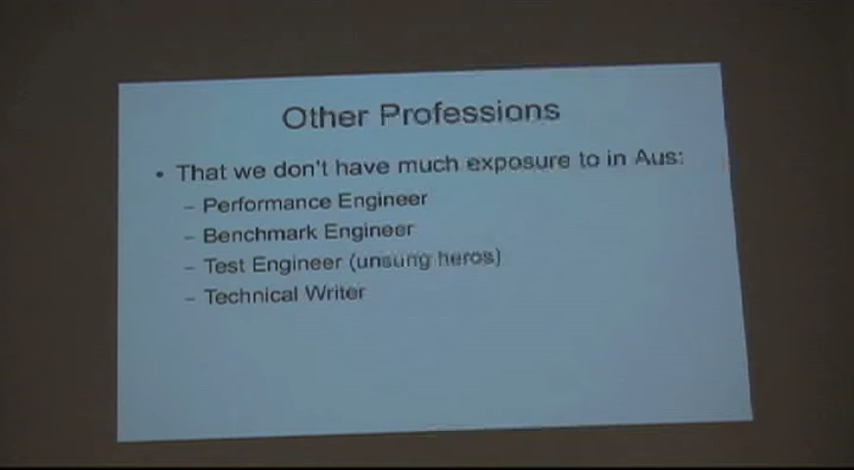 Other Professions
• That we don't have much exposure to in Aus:
– Performance Engineer
– Benchmark Engineer
– Test Engineer (unsung heros)
– Technical Writer